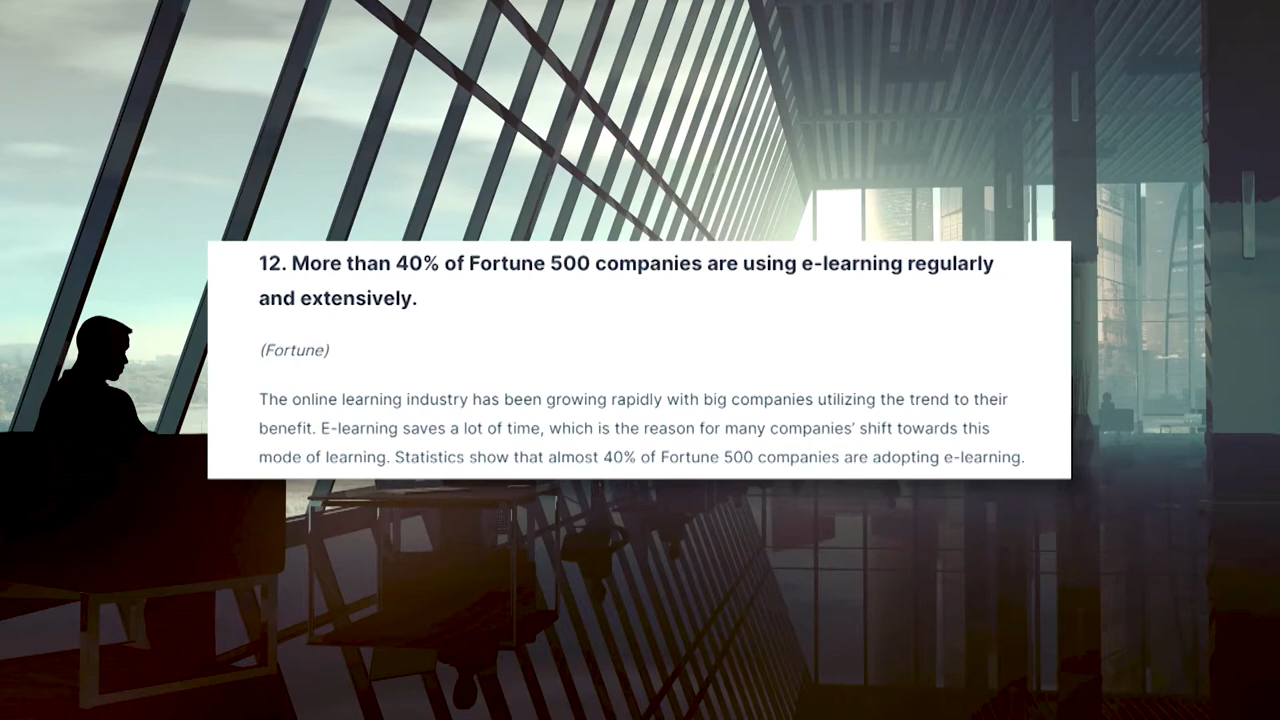 12. More than 40% of Fortune 500 companies are using e-learning regularly
and extensively.
(Fortune)
The online learning industry has been growing rapidly with big companies utilizing the trend to their
benefit. E-learning saves a lot of time, which is the reason for many companies’ shift towards this
mode of learning. Statistics show that almost 40% of Fortune 500 companies are adopting e-learning.